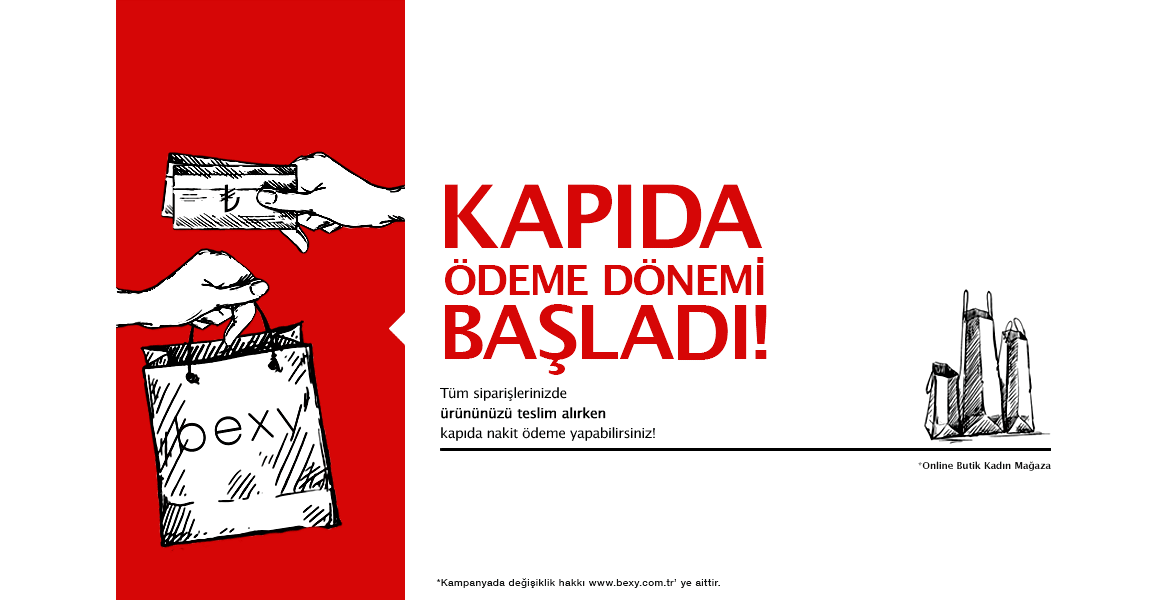 ₺
bexy
KAPIDA
ÖDEME DÖNEMİ
BAŞLADI!
Tüm siparişlerinizde
ürününüzü teslim alırken
kapıda nakit ödeme yapabilirsiniz!
*Online Butik Kadın Mağaza
*Kampanyada değişiklik hakkı www.bexy.com.tr' ye aittir.